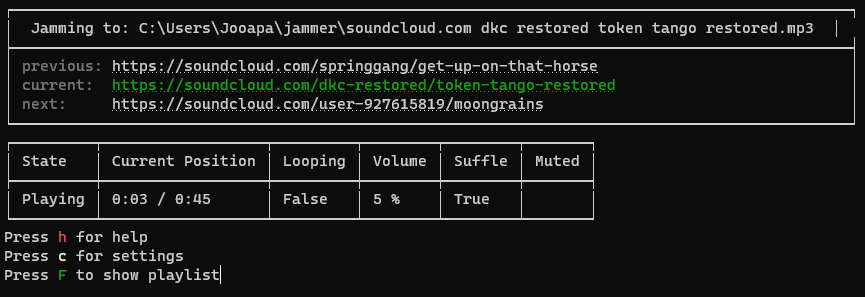 Jamming to: C:\Users\Jooapa\jammer\soundcloud.com dkc restored token tango restored.mp3
previous: https://soundcloud.com/springgang/get-up-on-that-horse
current: https://soundcloud.com/dkc-restored/token-tango-restored
next: https://soundcloud.com/user-927615819/moongrains
State Current Position Looping Volume Suffle Muted
Playing 0:03 / 0:45 False 5 % True
Press h for help
Press c for settings
Press F to show playlist